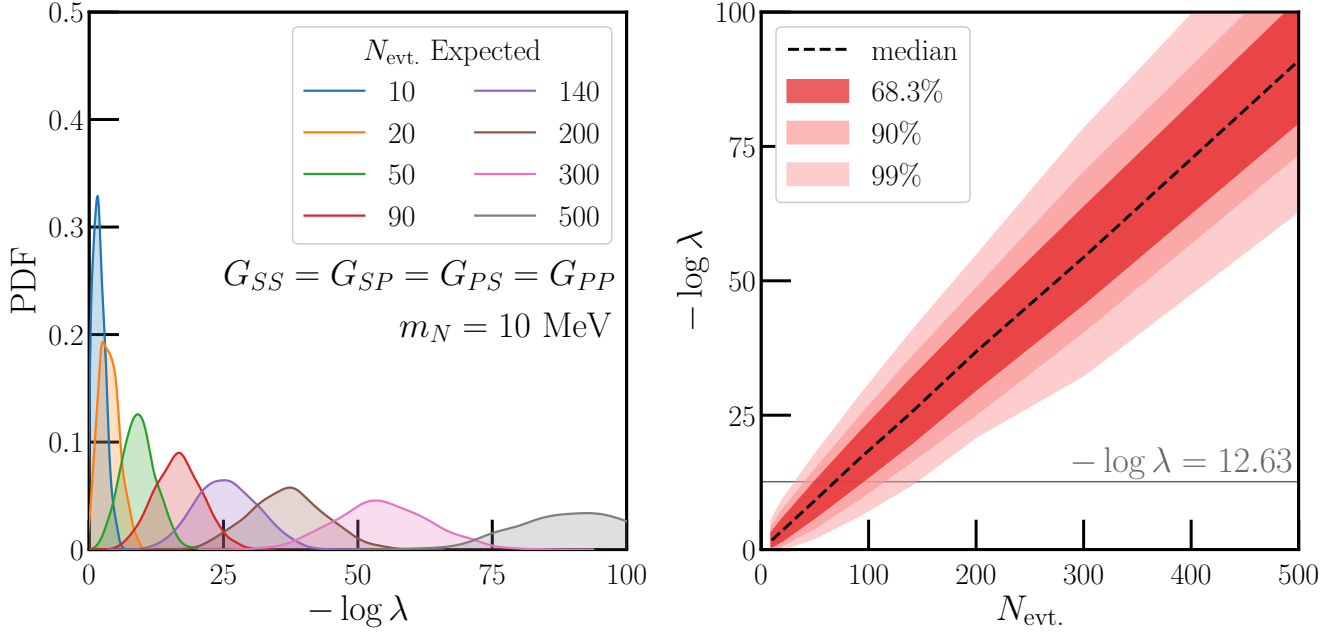 0.5
0.4
0.3
0.2
0.1
0
PDF
N_evt. Expected
10 140
20 200
50 300
90 500
G_SS = G_SP = G_PS = G_PP
m_N = 10 MeV
0 25 50 75 100
− log λ
100
75
50
25
0
− log λ
median
68.3%
90%
99%
− log λ = 12.63
0 100 200 300 400 500
N_evt.